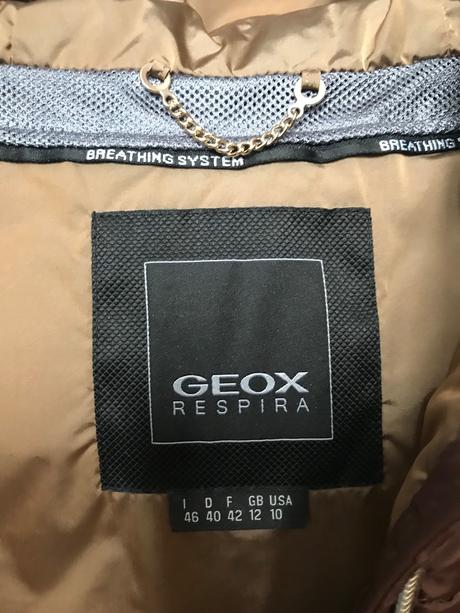 BREATHING SYSTEM
BREATHING S
GEOX
RESPIRA
I D F GB USA
46 40 42 12 10